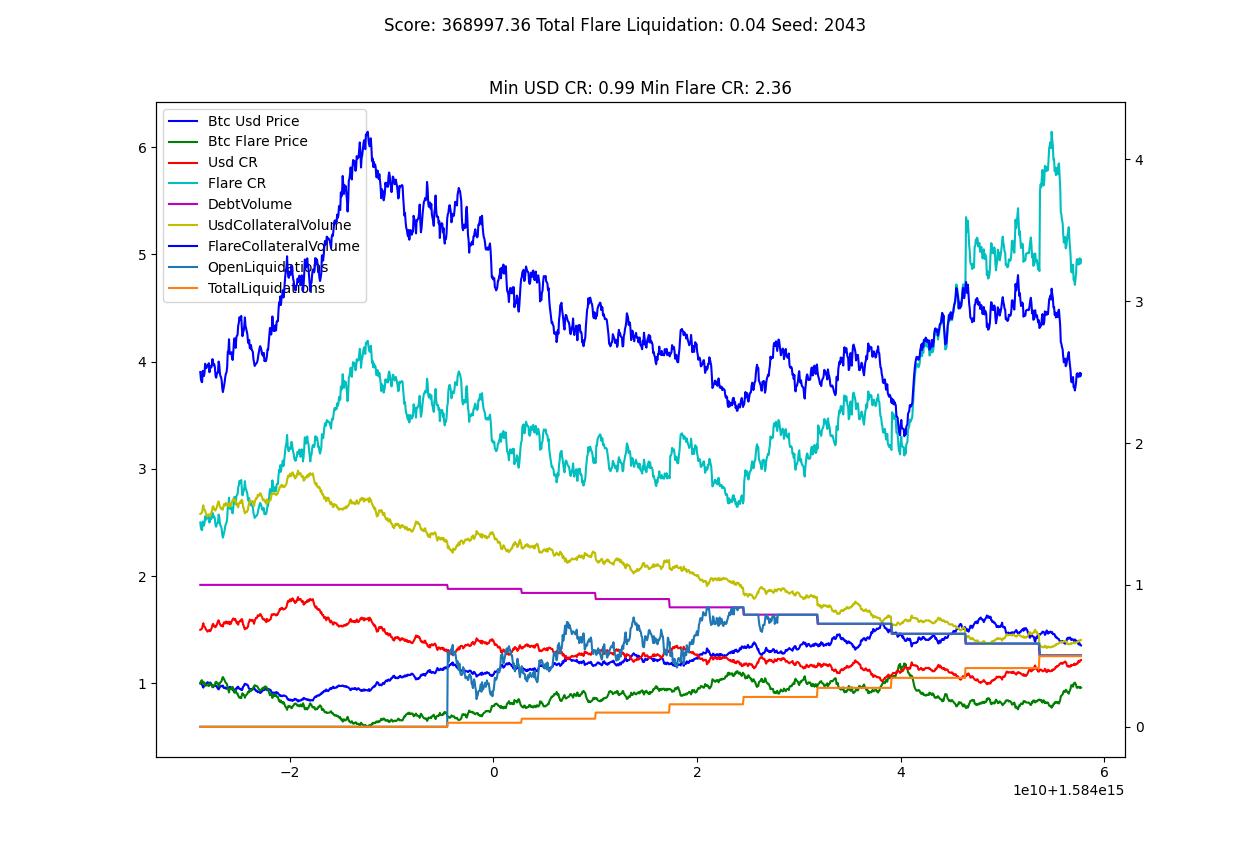 Score: 368997.36 Total Flare Liquidation: 0.04 Seed: 2043
Min USD CR: 0.99 Min Flare CR: 2.36
Btc Usd Price
Btc Flare Price
Usd CR
Flare CR
DebtVolume
UsdCollateralVolume
FlareCollateralVolume
OpenLiquidations
TotalLiquidations
6
5
4
3
2
1
4
3
2
1
0
−2
0
2
4
6
1e10+1.584e15